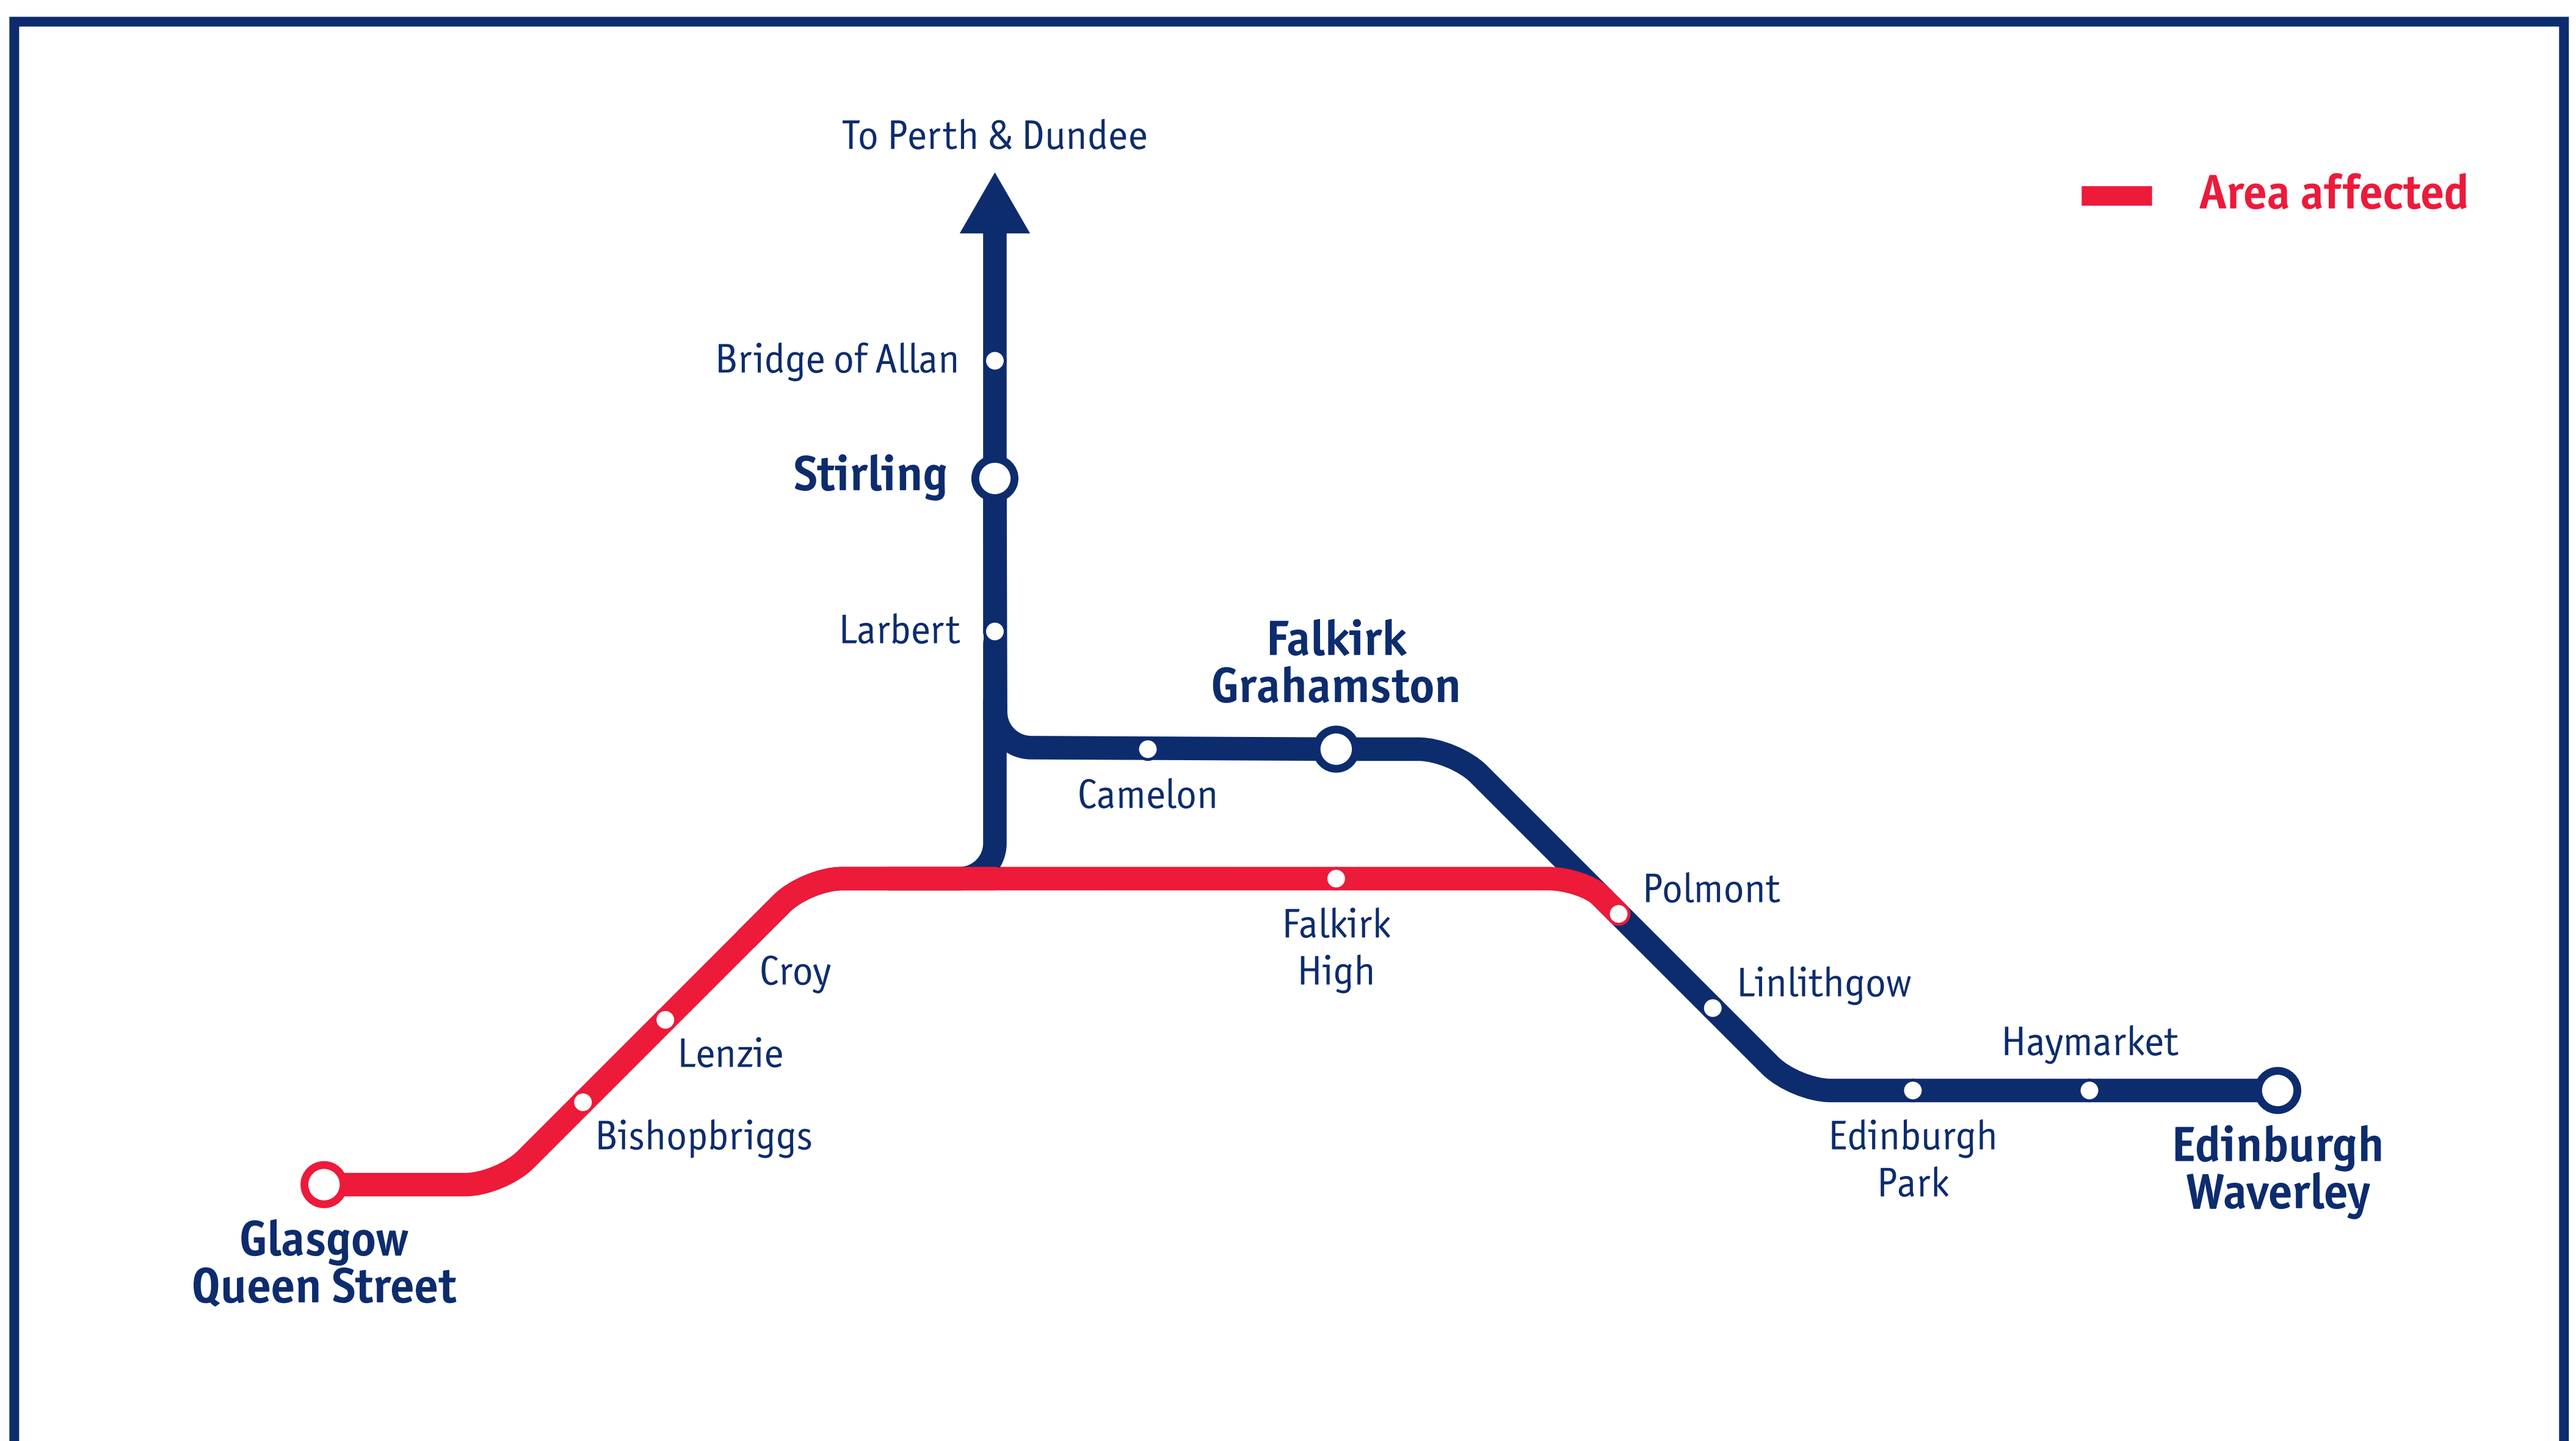 To Perth & Dundee
Area affected
Bridge of Allan
Stirling
Larbert
Falkirk
Grahamston
Camelon
Polmont
Falkirk
High
Croy
Linlithgow
Lenzie
Haymarket
Bishopbriggs
Edinburgh
Park
Edinburgh
Waverley
Glasgow
Queen Street